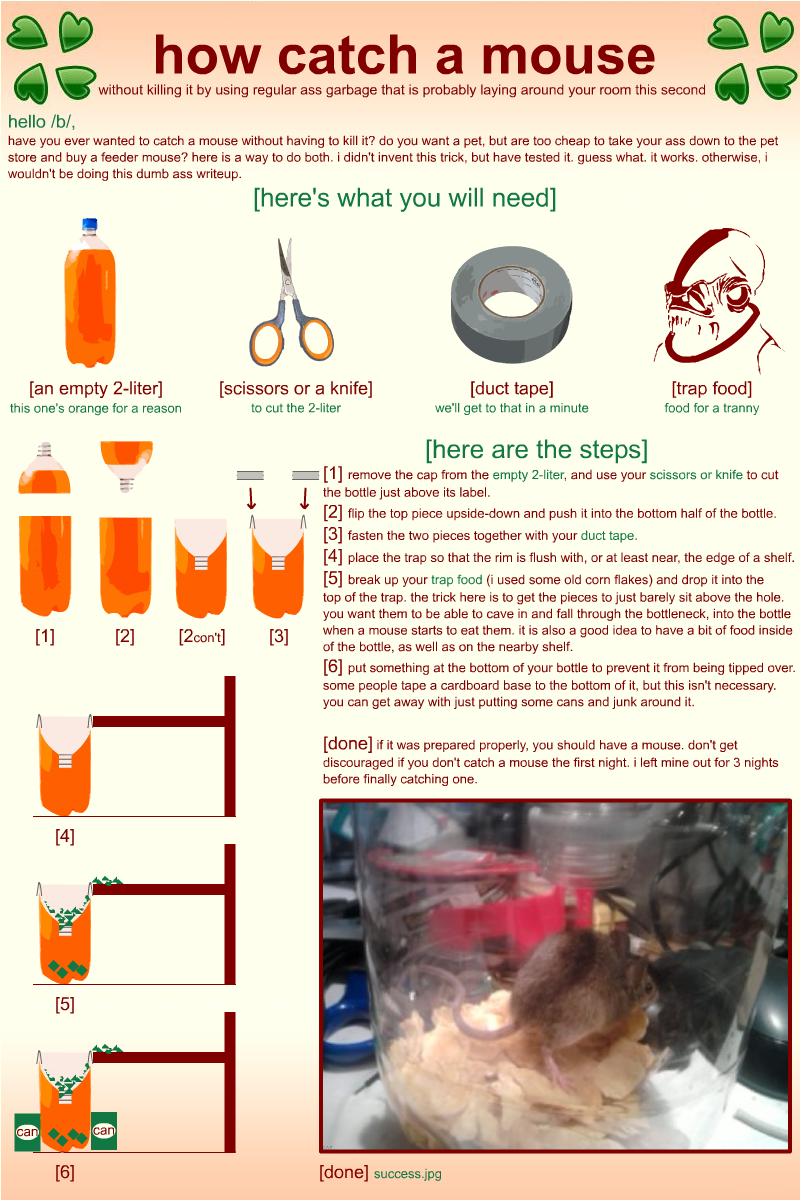 how catch a mouse
without killing it by using regular ass garbage that is probably laying around your room this second
hello /b/,
have you ever wanted to catch a mouse without having to kill it? do you want a pet, but are too cheap to take your ass down to the pet
store and buy a feeder mouse? here is a way to do both. i didn't invent this trick, but have tested it. guess what. it works. otherwise, i
wouldn't be doing this dumb ass writeup.
[here's what you will need]
[an empty 2-liter]
this one's orange for a reason
[scissors or a knife]
to cut the 2-liter
[duct tape]
we'll get to that in a minute
[trap food]
food for a tranny
[here are the steps]
[1] remove the cap from the empty 2-liter, and use your scissors or knife to cut
the bottle just above its label.
[2] flip the top piece upside-down and push it into the bottom half of the bottle.
[3] fasten the two pieces together with your duct tape.
[4] place the trap so that the rim is flush with, or at least near, the edge of a shelf.
[5] break up your trap food (i used some old corn flakes) and drop it into the
top of the trap. the trick here is to get the pieces to just barely sit above the hole.
you want them to be able to cave in and fall through the bottleneck, into the bottle
when a mouse starts to eat them. it is also a good idea to have a bit of food inside
of the bottle, as well as on the nearby shelf.
[6] put something at the bottom of your bottle to prevent it from being tipped over.
some people tape a cardboard base to the bottom of it, but this isn't necessary.
you can get away with just putting some cans and junk around it.
[done] if it was prepared properly, you should have a mouse. don't get
discouraged if you don't catch a mouse the first night. i left mine out for 3 nights
before finally catching one.
[1]
[2]
[2con't]
[3]
[4]
[5]
can
can
[6]
[done] success.jpg